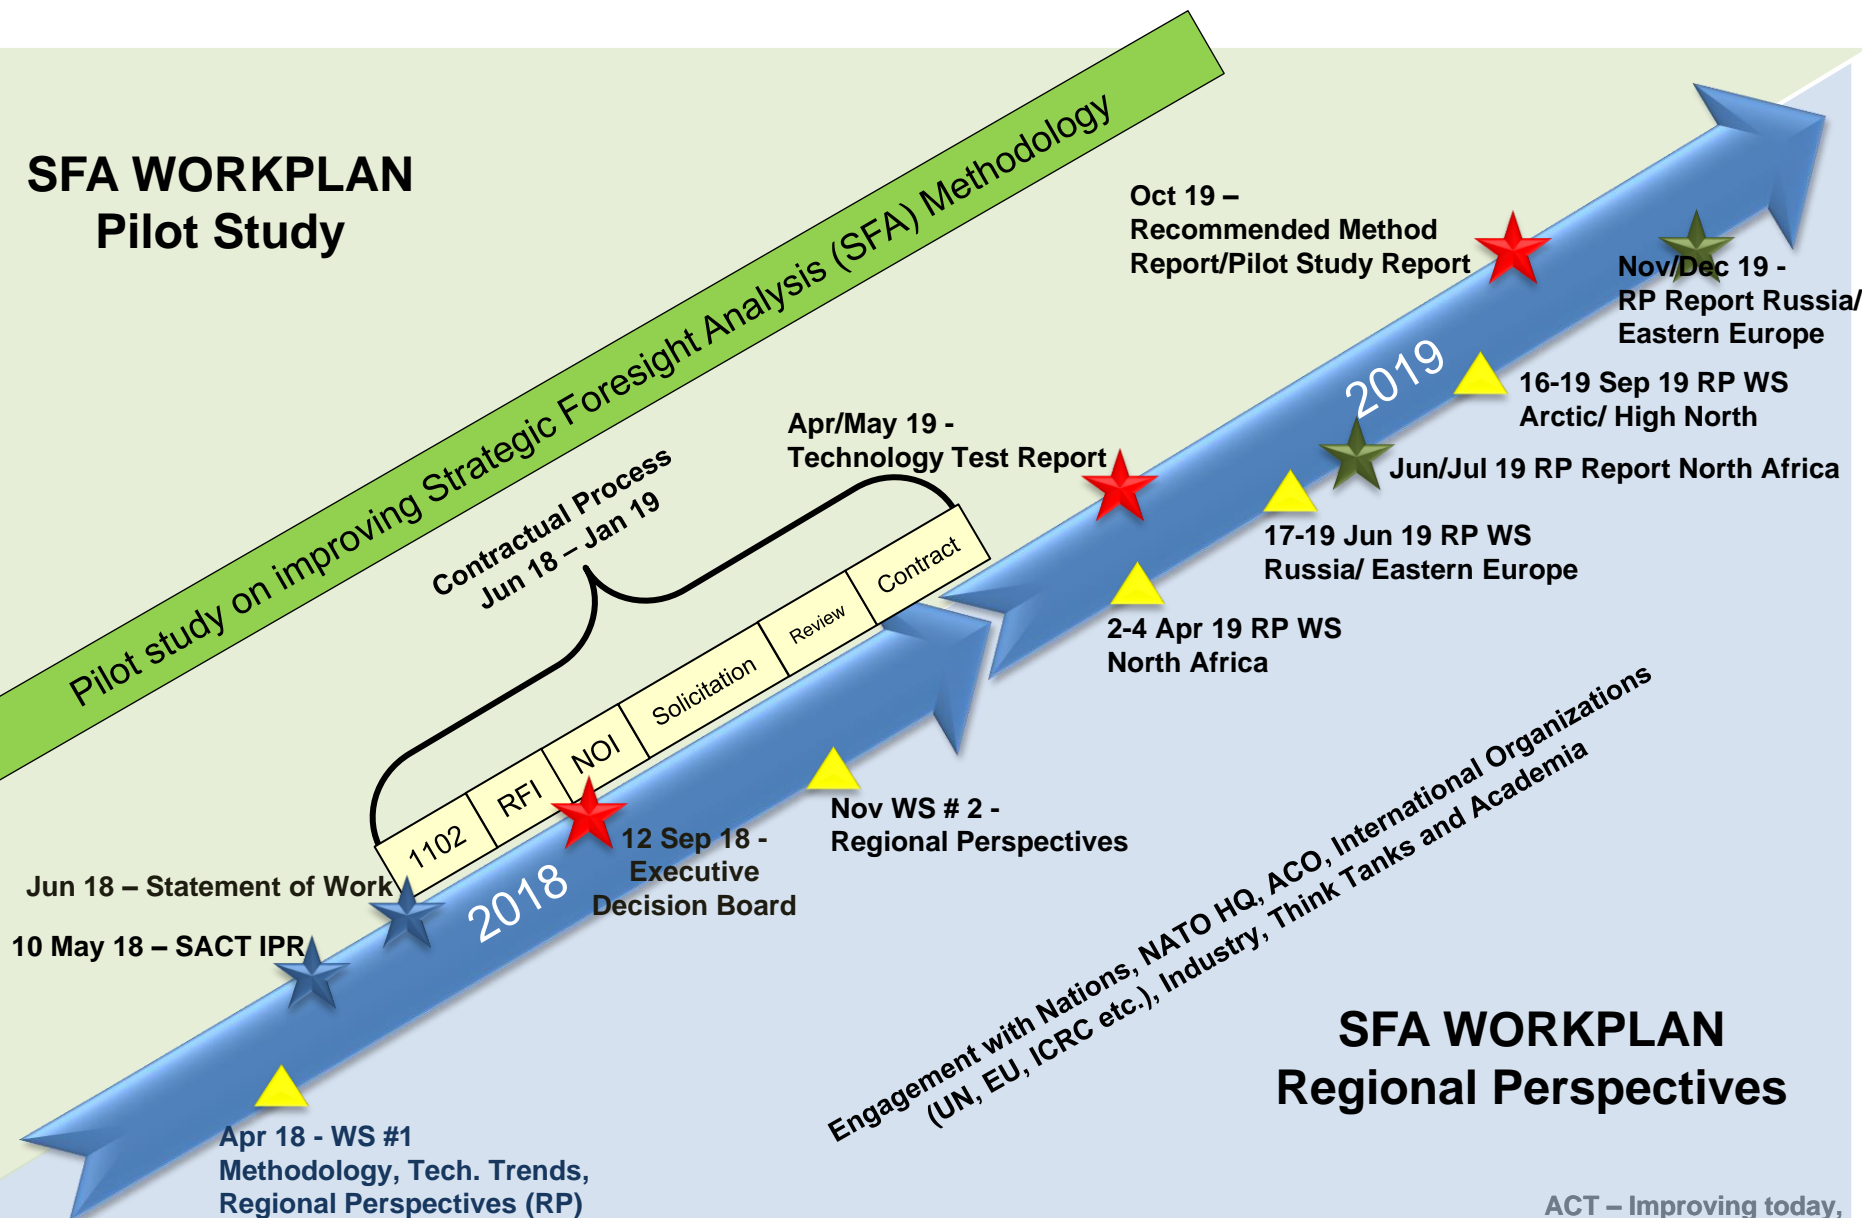 SFA WORKPLAN
Pilot Study
Pilot study on improving Strategic Foresight Analysis (SFA) Methodology
Oct 19 –
Recommended Method
Report/Pilot Study Report
Nov/Dec 19 -
RP Report Russia/
Eastern Europe
2019
16-19 Sep 19 RP WS
Arctic/ High North
Apr/May 19 -
Technology Test Report
Jun/Jul 19 RP Report North Africa
Contractual Process
Jun 18 – Jan 19
17-19 Jun 19 RP WS
Russia/ Eastern Europe
2-4 Apr 19 RP WS
North Africa
1102
RFI
NOI
Solicitation
Review
Contract
Nov WS # 2 -
Regional Perspectives
12 Sep 18 -
Executive
Decision Board
2018
Jun 18 – Statement of Work
10 May 18 – SACT IPR
Engagement with Nations, NATO HQ, ACO, International Organizations
(UN, EU, ICRC etc.), Industry, Think Tanks and Academia
SFA WORKPLAN
Regional Perspectives
Apr 18 - WS #1
Methodology, Tech. Trends,
Regional Perspectives (RP)
ACT – Improving today,